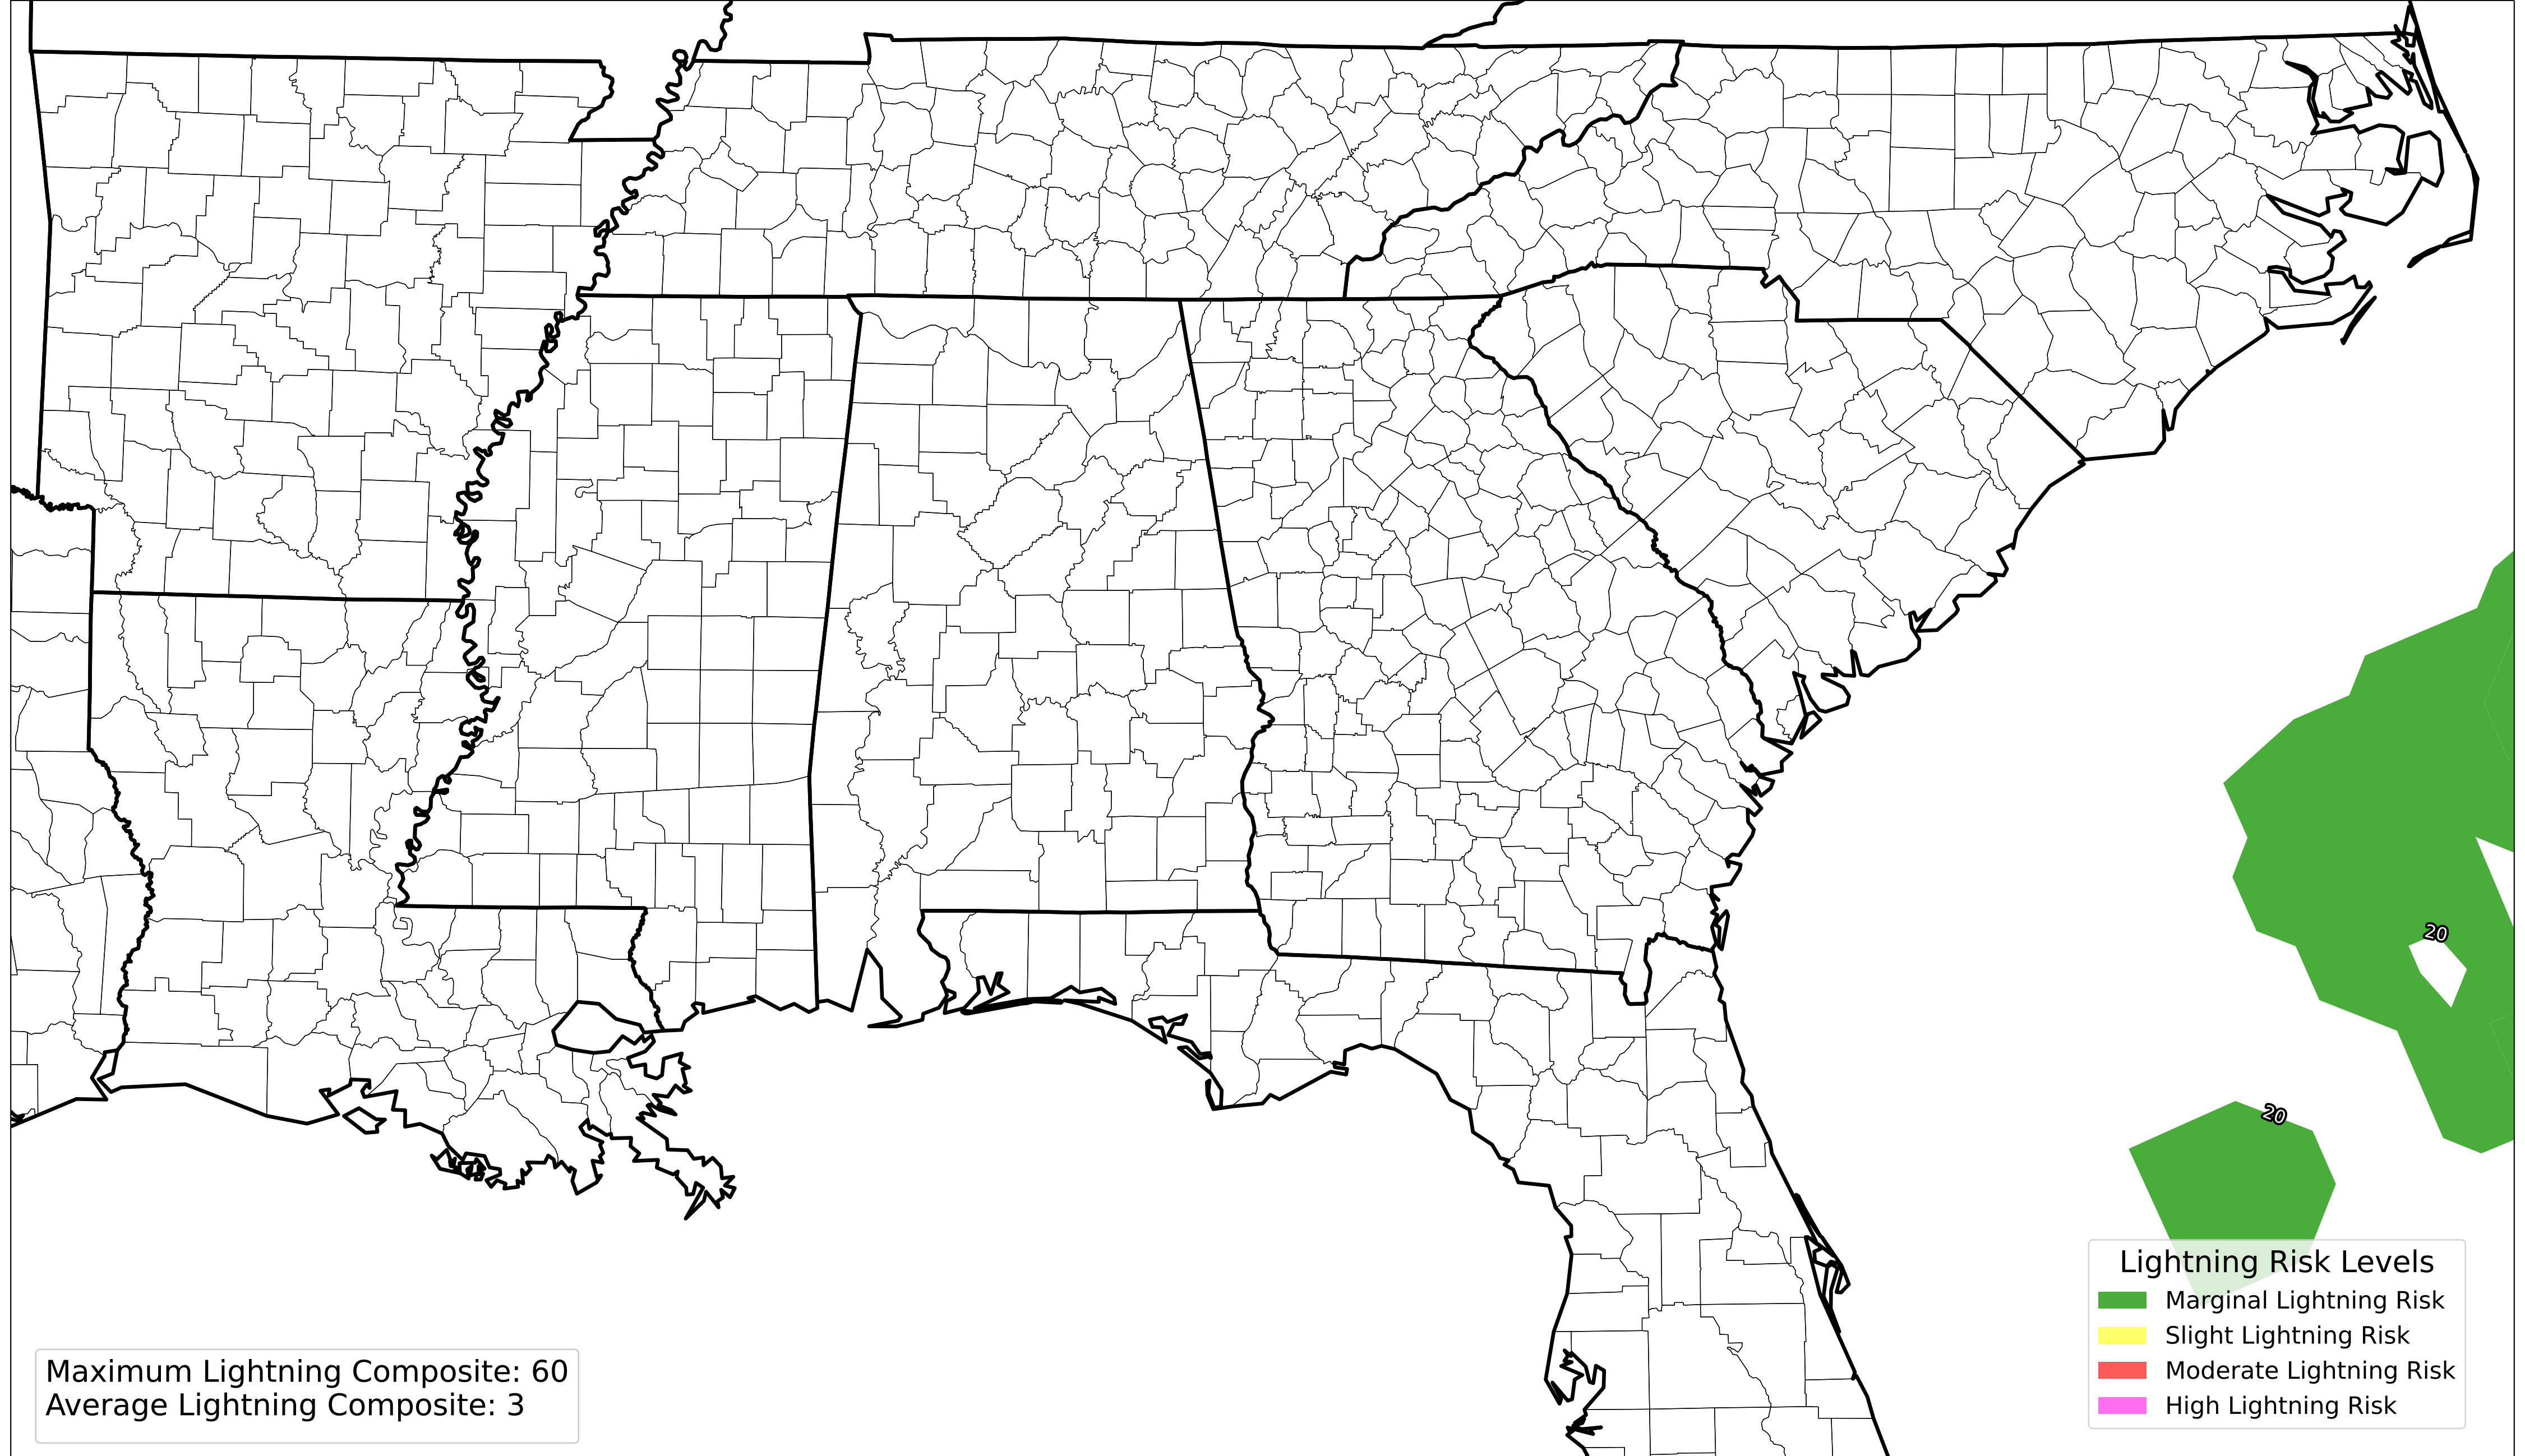 20
20
Lightning Risk Levels
Marginal Lightning Risk
Slight Lightning Risk
Moderate Lightning Risk
High Lightning Risk
Maximum Lightning Composite: 60
Average Lightning Composite: 3